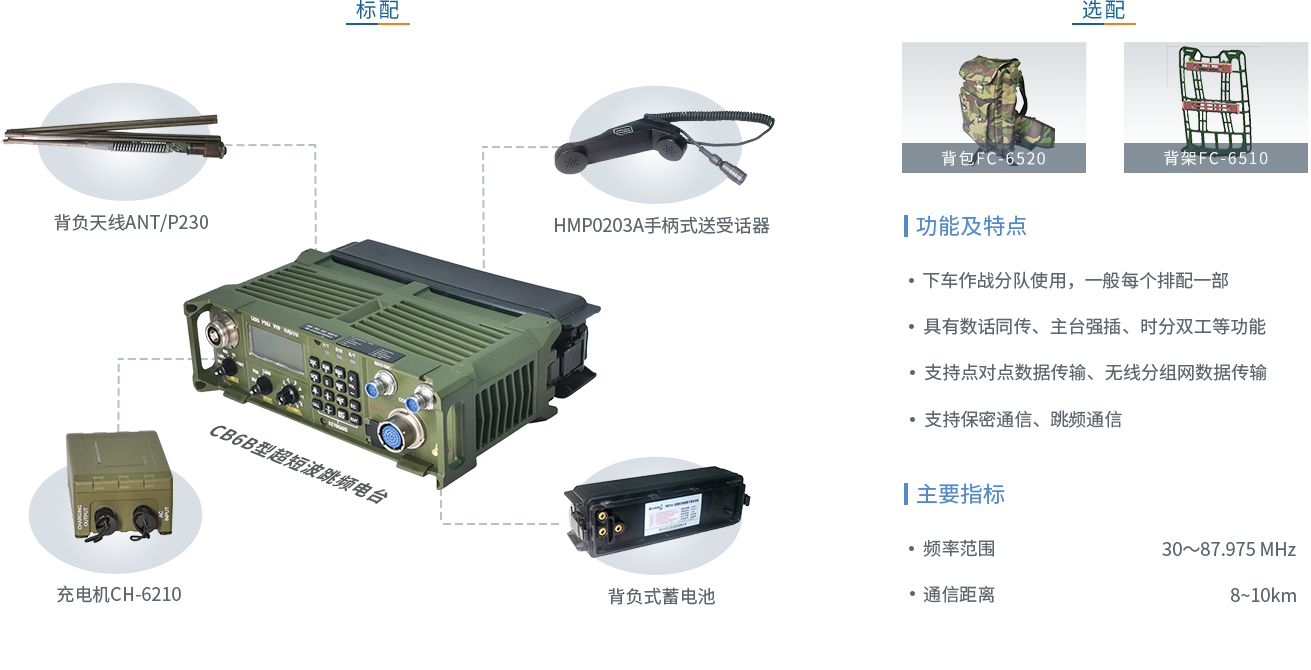 标配
背负天线ANT/P230
HMP0203A手柄式送受话器
CB6B型超短波跳频电台
KEYBOARD
CHARGING
OUTPUT
AC
INPUT
充电机CH-6210
背负式蓄电池
选配
背包FC-6520
背架FC-6510
功能及特点
• 下车作战分队使用，一般每个排配一部
• 具有数话同传、主台强插、时分双工等功能
• 支持点对点数据传输、无线分组网数据传输
• 支持保密通信、跳频通信
主要指标
• 频率范围 30～87.975 MHz
• 通信距离 8~10km